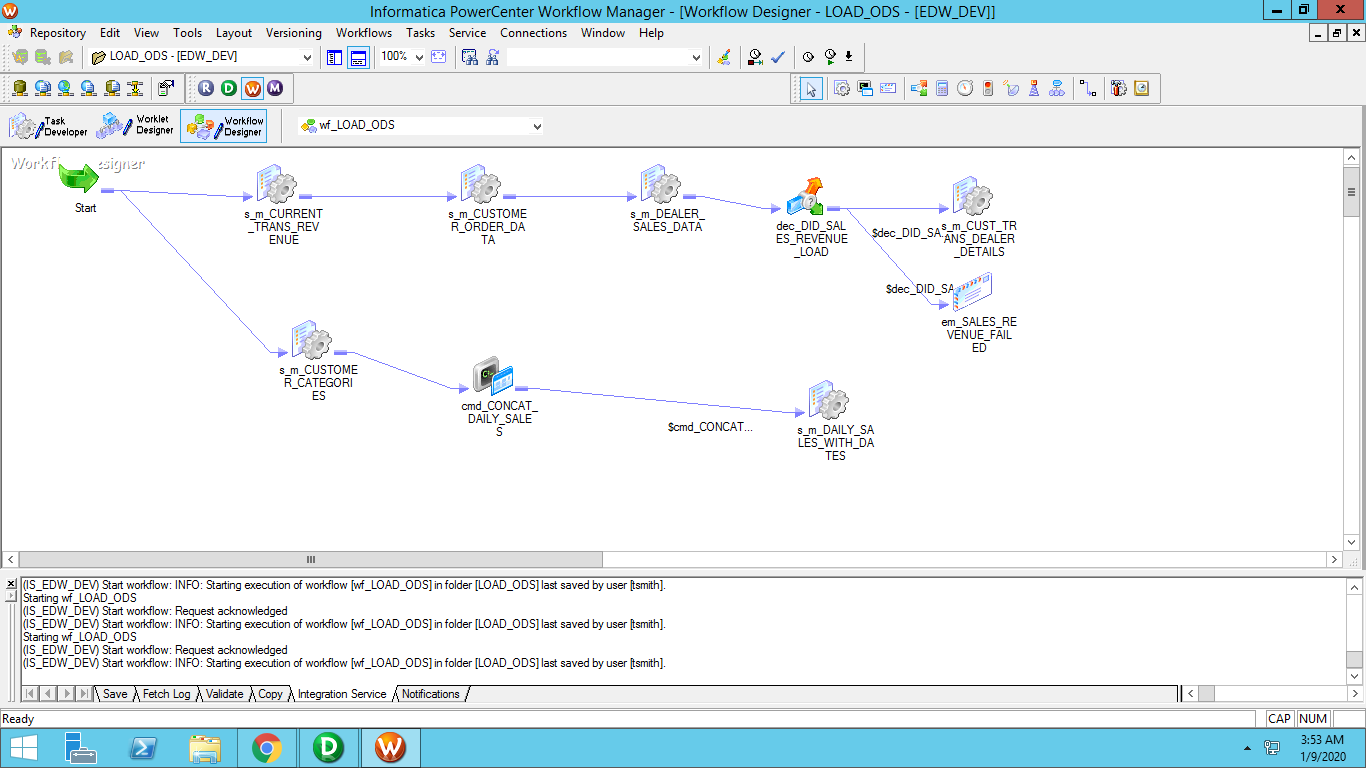 Informatica PowerCenter Workflow Manager - [Workflow Designer - LOAD_ODS - [EDW_DEV]]
Repository Edit View Tools Layout Versioning Workflows Tasks Service Connections Window Help
LOAD_ODS - [EDW_DEV]
100%
R D W M
Task
Developer
Worklet
Designer
Workflow
Designer
wf_LOAD_ODS
Start
s_m_CURRENT
_TRANS_REV
ENUE
s_m_CUSTOME
R_ORDER_DA
TA
s_m_DEALER_
SALES_DATA
dec_DID_SAL
ES_REVENUE
_LOAD
$dec_DID_SA...
s_m_CUST_TR
ANS_DEALER
_DETAILS
$dec_DID_SA
em_SALES_RE
VENUE_FAIL
ED
s_m_CUSTOME
R_CATEGORI
ES
cmd_CONCAT_
DAILY_SALE
S
$cmd_CONCAT...
s_m_DAILY_SA
LES_WITH_DA
TES
(IS_EDW_DEV) Start workflow: INFO: Starting execution of workflow [wf_LOAD_ODS] in folder [LOAD_ODS] last saved by user [tsmith].
Starting wf_LOAD_ODS
(IS_EDW_DEV) Start workflow: Request acknowledged
(IS_EDW_DEV) Start workflow: INFO: Starting execution of workflow [wf_LOAD_ODS] in folder [LOAD_ODS] last saved by user [tsmith].
Starting wf_LOAD_ODS
(IS_EDW_DEV) Start workflow: Request acknowledged
(IS_EDW_DEV) Start workflow: INFO: Starting execution of workflow [wf_LOAD_ODS] in folder [LOAD_ODS] last saved by user [tsmith].
Save Fetch Log Validate Copy Integration Service Notifications
Ready
CAP NUM
3:53 AM
1/9/2020